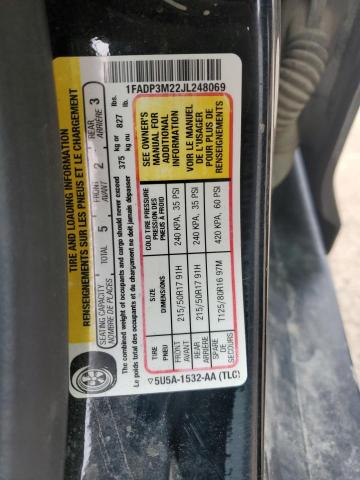 1FADP3M22JL248069
TIRE AND LOADING INFORMATION
RENSEIGNEMENTS SUR LES PNEUS ET LE CHARGEMENT
SEATING CAPACITY
NOMBRE DE PLACES
TOTAL 5
FRONT
AVANT 2
REAR
ARRIÈRE 3
The combined weight of occupants and cargo should never exceed 375 kg or 827 lbs.
Le poids total des occupants et du chargement ne doit jamais dépasser 375 kg ou 827 lb.
TIRE
PNEU
SIZE
DIMENSIONS
COLD TIRE PRESSURE
PRESSION DES
PNEUS À FROID
FRONT
AVANT
215/50R17 91H
240 KPA, 35 PSI
REAR
ARRIÈRE
215/50R17 91H
240 KPA, 35 PSI
SPARE
DE
SECOURS
T125/80R16 97M
420 KPA, 60 PSI
SEE OWNER'S
MANUAL FOR
ADDITIONAL
INFORMATION
VOIR LE MANUEL
DE L'USAGER
POUR PLUS DE
RENSEIGNEMENTS
5U5A-1532-AA (TLC)